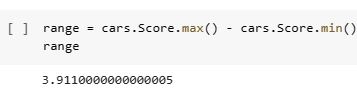 [ ] range = cars.Score.max() - cars.Score.min()
range
3.9110000000000005